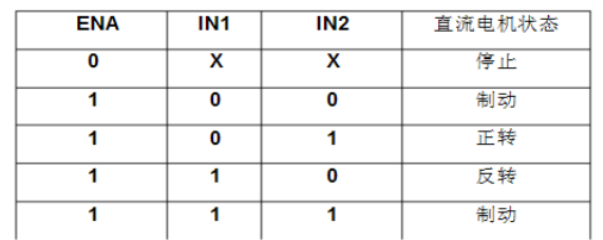 ENA IN1 IN2 直流电机状态
0 X X 停止
1 0 0 制动
1 0 1 正转
1 1 0 反转
1 1 1 制动